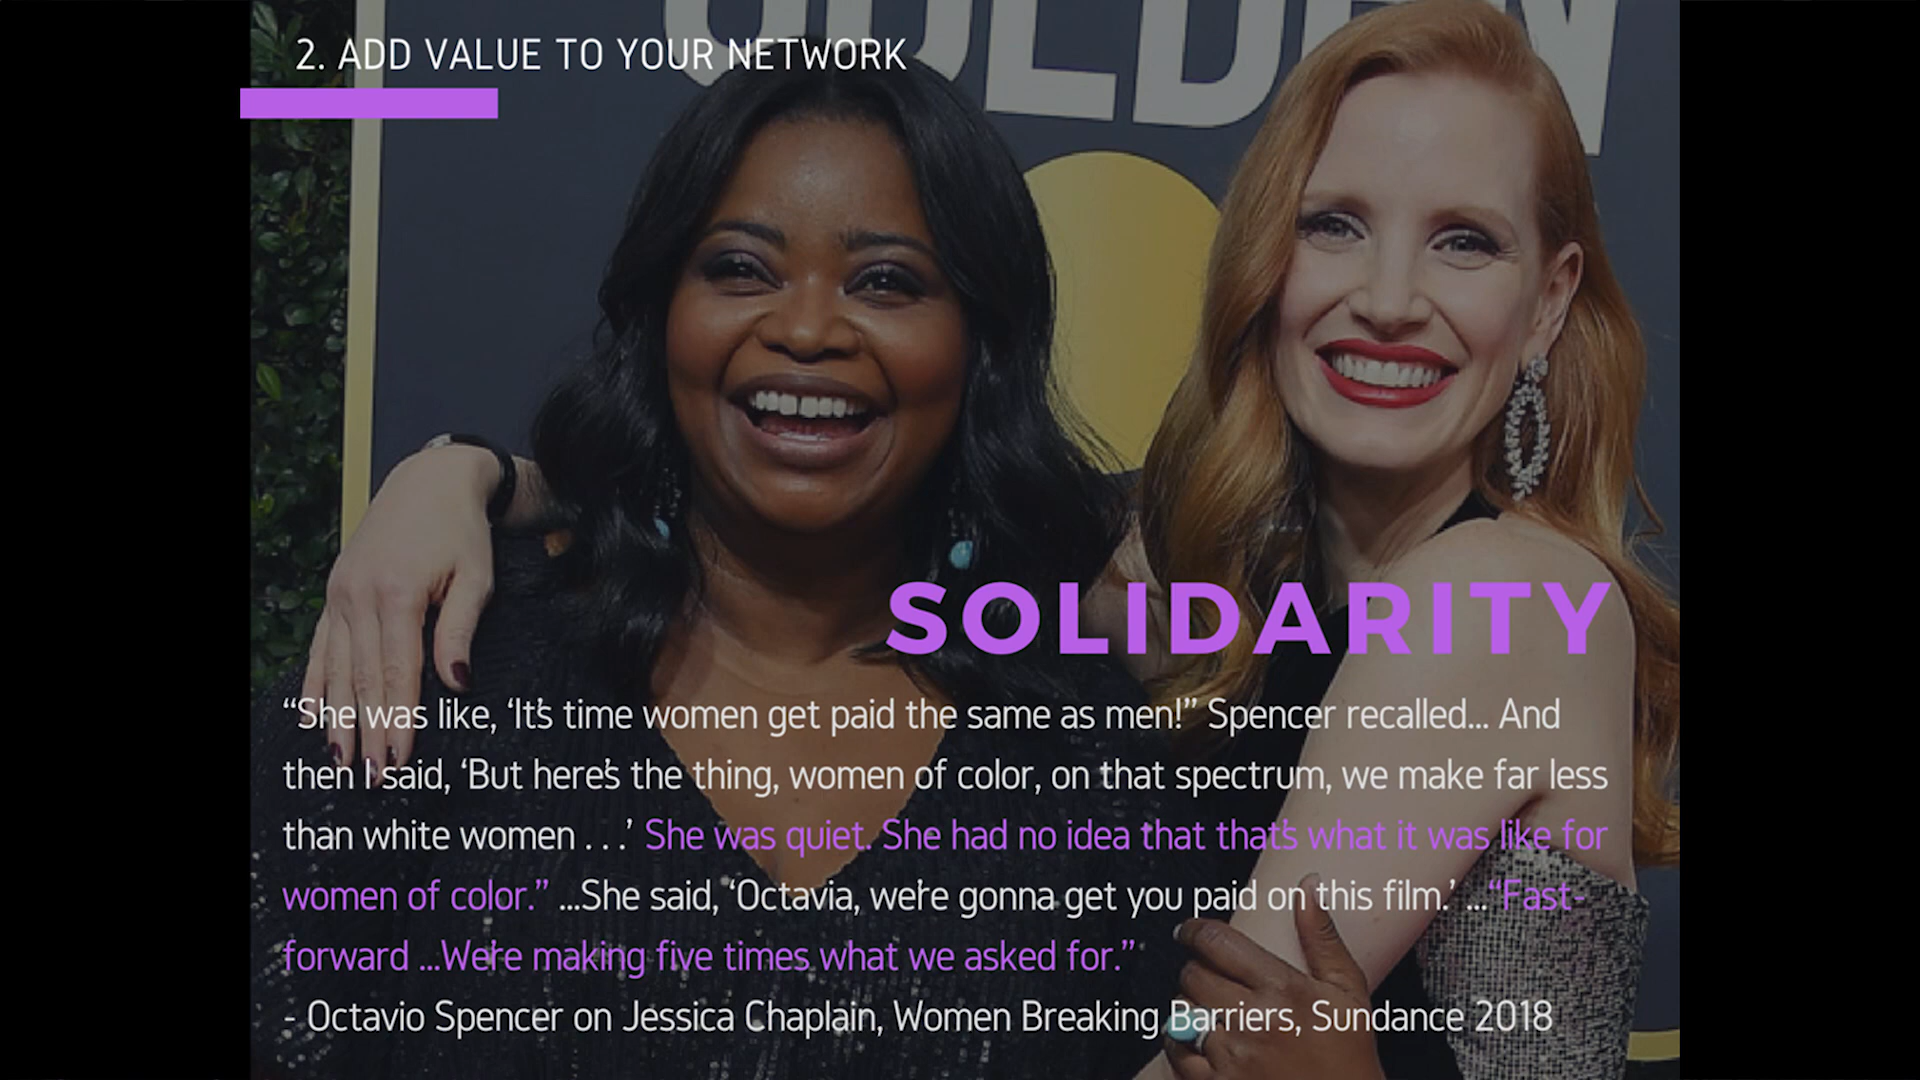 GOLDEN
2. ADD VALUE TO YOUR NETWORK
SOLIDARITY
“She was like, ‘It’s time women get paid the same as men!” Spencer recalled... And
then I said, ‘But here’s the thing, women of color, on that spectrum, we make far less
than white women . . .’ She was quiet. She had no idea that that’s what it was like for
women of color.” ...She said, ‘Octavia, we’re gonna get you paid on this film.’ ...“Fast-
forward ...We’re making five times what we asked for.”
- Octavio Spencer on Jessica Chaplain, Women Breaking Barriers, Sundance 2018